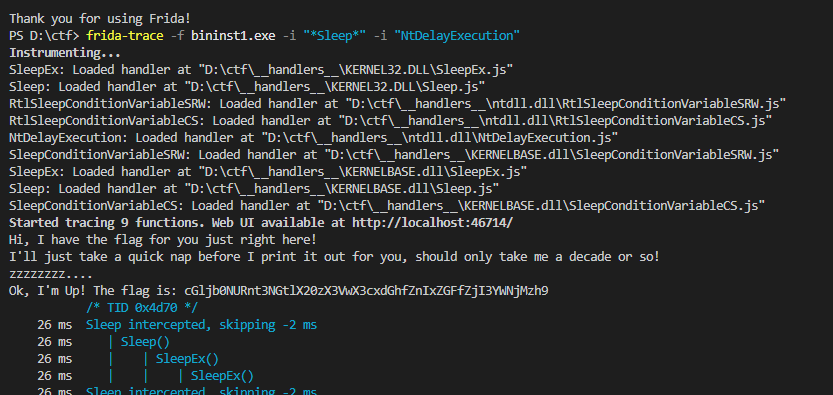 Thank you for using Frida!
PS D:\ctf> frida-trace -f bininst1.exe -i "*Sleep*" -i "NtDelayExecution"
Instrumenting...
SleepEx: Loaded handler at "D:\ctf\__handlers__\KERNEL32.DLL\SleepEx.js"
Sleep: Loaded handler at "D:\ctf\__handlers__\KERNEL32.DLL\Sleep.js"
RtlSleepConditionVariableSRW: Loaded handler at "D:\ctf\__handlers__\ntdll.dll\RtlSleepConditionVariableSRW.js"
RtlSleepConditionVariableCS: Loaded handler at "D:\ctf\__handlers__\ntdll.dll\RtlSleepConditionVariableCS.js"
NtDelayExecution: Loaded handler at "D:\ctf\__handlers__\ntdll.dll\NtDelayExecution.js"
SleepConditionVariableSRW: Loaded handler at "D:\ctf\__handlers__\KERNELBASE.dll\SleepConditionVariableSRW.js"
SleepEx: Loaded handler at "D:\ctf\__handlers__\KERNELBASE.dll\SleepEx.js"
Sleep: Loaded handler at "D:\ctf\__handlers__\KERNELBASE.dll\Sleep.js"
SleepConditionVariableCS: Loaded handler at "D:\ctf\__handlers__\KERNELBASE.dll\SleepConditionVariableCS.js"
Started tracing 9 functions. Web UI available at http://localhost:46714/
Hi, I have the flag for you just right here!
I'll just take a quick nap before I print it out for you, should only take me a decade or so!
zzzzzzzz....
Ok, I'm Up! The flag is: cGljb0NURnt3NGtlX20zX3VwX3cxdGhfZnIxZGFfZjI3YWNjMzh9
/* TID 0x4d70 */
26 ms Sleep intercepted, skipping -2 ms
26 ms | Sleep()
26 ms | | SleepEx()
26 ms | | | SleepEx()
26 ms Sleep intercepted, skipping -2 ms